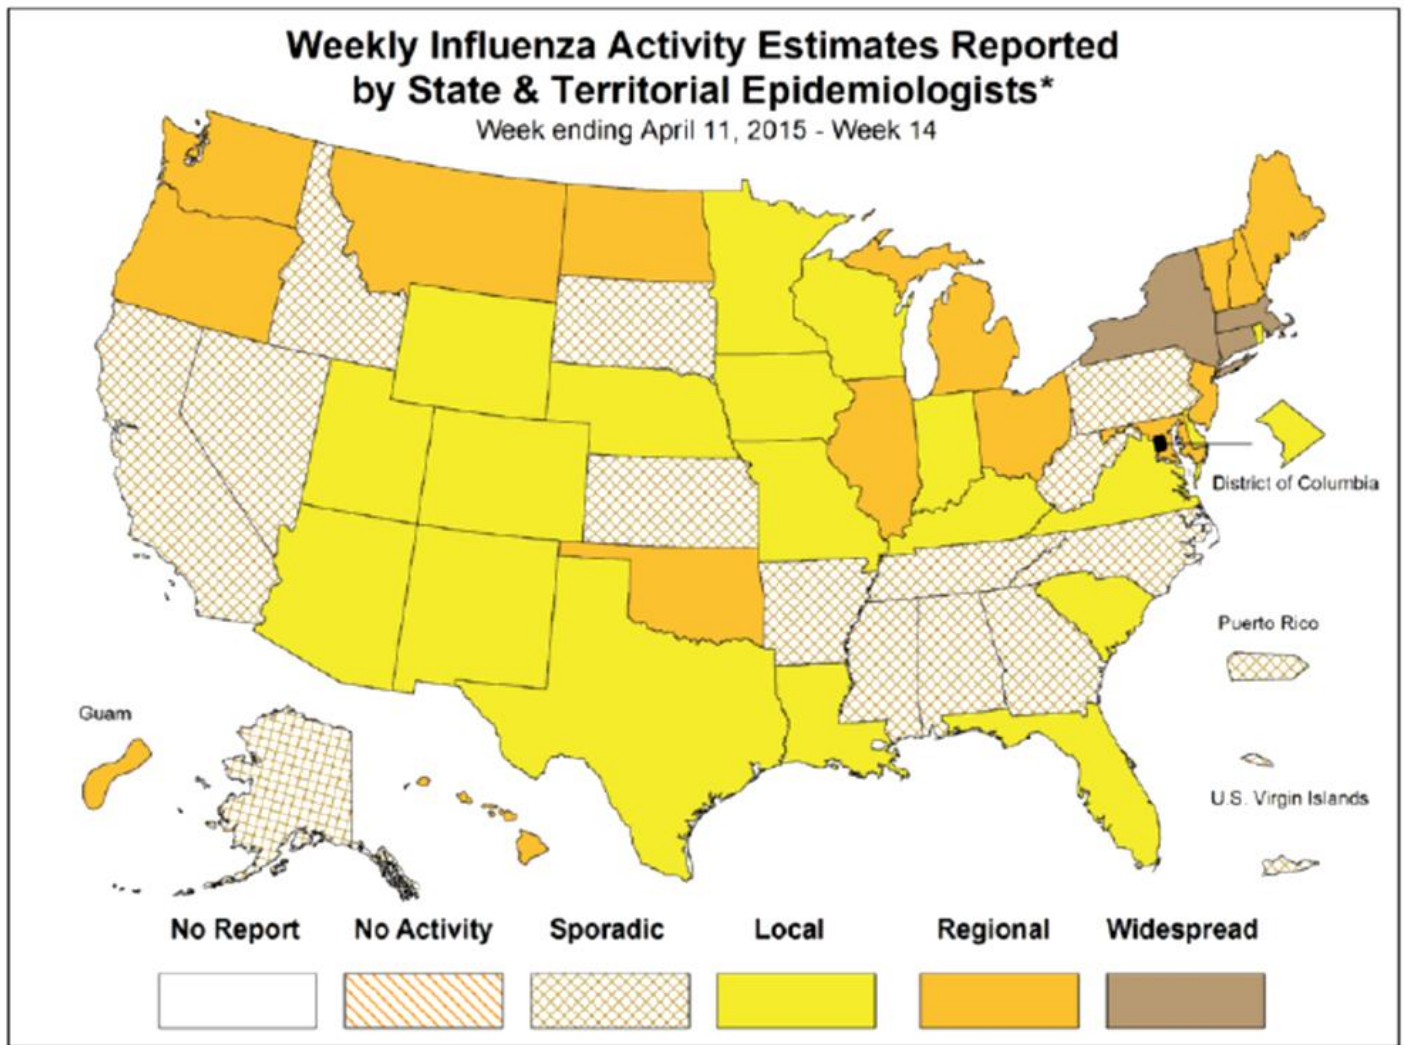 Weekly Influenza Activity Estimates Reported
by State & Territorial Epidemiologists*
Week ending April 11, 2015 - Week 14
District of Columbia
Puerto Rico
Guam
U.S. Virgin Islands
No Report No Activity Sporadic Local Regional Widespread